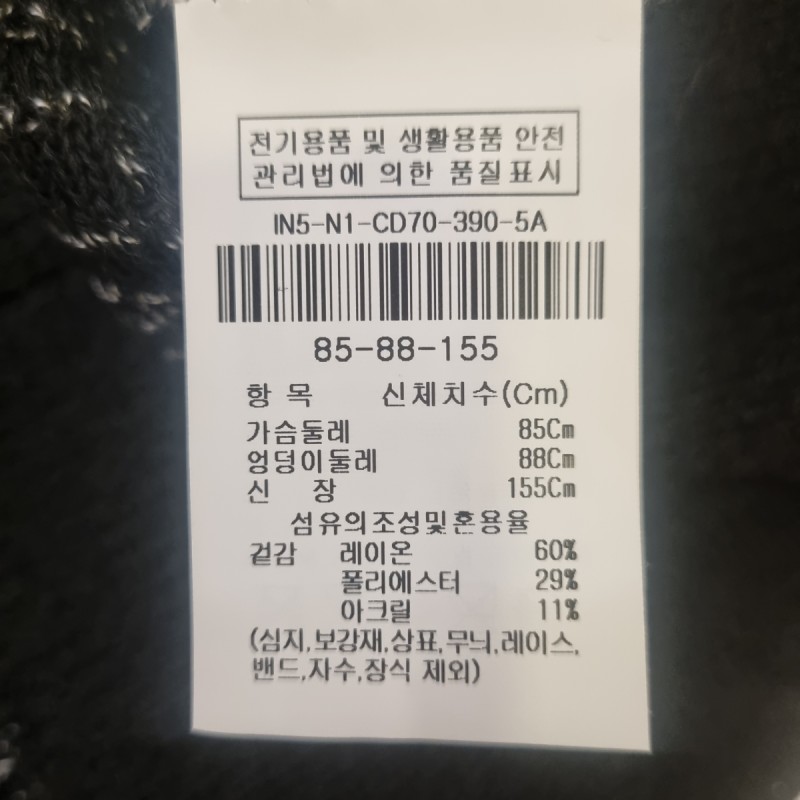 전기용품 및 생활용품 안전
관리법에 의한 품질표시
IN5-N1-CD70-390-5A
85-88-155
항 목 신체치수(Cm)
가슴둘레 85Cm
엉덩이둘레 88Cm
신 장 155Cm
섬유의조성및혼용율
겉감 레이온 60%
폴리에스터 29%
아크릴 11%
(심지,보강재,상표,무늬,레이스,
밴드,자수,장식 제외)